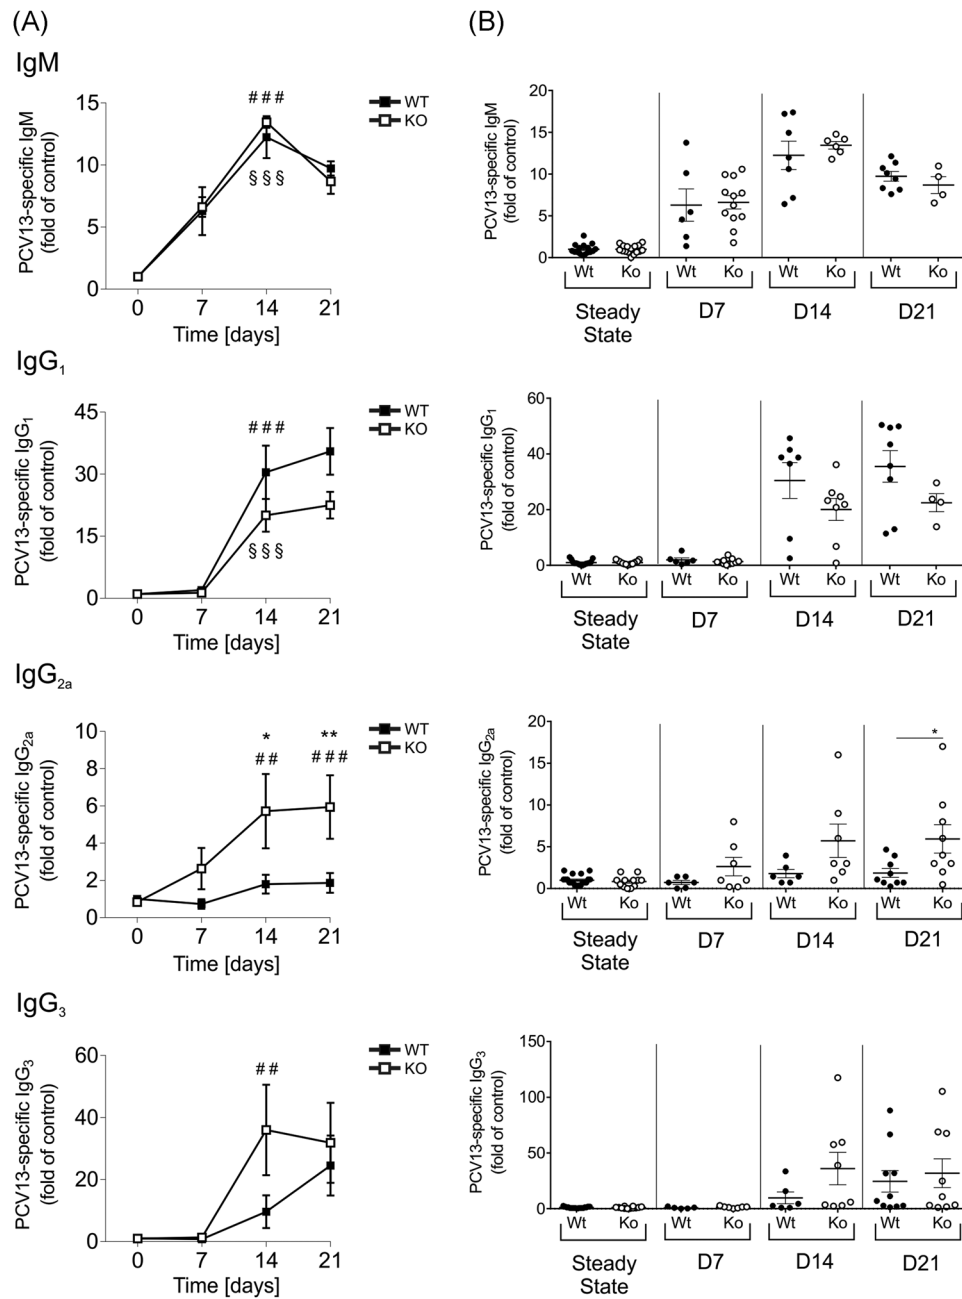 (A)
(B)
IgM
PCV13-specific IgM
(fold of control)
15
10
5
0
0 7 14 21
Time [days]
# # #
§ § §
WT
KO
PCV13-specific IgM
(fold of control)
20
15
10
5
0
Wt Ko Wt Ko Wt Ko Wt Ko
Steady State
D7
D14
D21
IgG1
PCV13-specific IgG1
(fold of control)
45
30
15
0
0 7 14 21
Time [days]
# # #
§ § §
WT
KO
PCV13-specific IgG1
(fold of control)
60
40
20
0
Wt Ko Wt Ko Wt Ko Wt Ko
Steady State
D7
D14
D21
IgG2a
PCV13-specific IgG2a
(fold of control)
10
8
6
4
2
0
0 7 14 21
Time [days]
* **
# # # # #
WT
KO
PCV13-specific IgG2a
(fold of control)
20
15
10
5
0
*
Wt Ko Wt Ko Wt Ko Wt Ko
Steady State
D7
D14
D21
IgG3
PCV13-specific IgG3
(fold of control)
60
40
20
0
0 7 14 21
Time [days]
# #
WT
KO
PCV13-specific IgG3
(fold of control)
150
100
50
0
Wt Ko Wt Ko Wt Ko Wt Ko
Steady State
D7
D14
D21